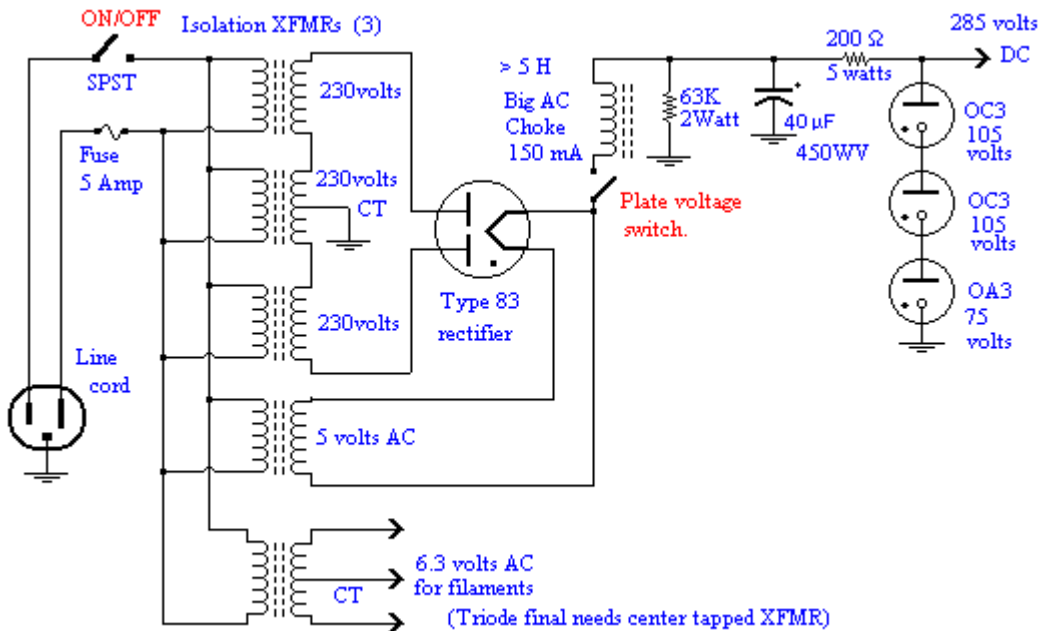 ON/OFF
Isolation XFMRs (3)
SPST
Fuse
5 Amp
Line
cord
230volts
230volts
CT
230volts
5 volts AC
CT
6.3 volts AC
for filaments
(Triode final needs center tapped XFMR)
Type 83
rectifier
> 5 H
Big AC
Choke
150 mA
Plate voltage
switch.
63K
2Watt
40 µF
450WV
200 Ω
5 watts
285 volts
DC
OC3
105
volts
OC3
105
volts
OA3
75
volts